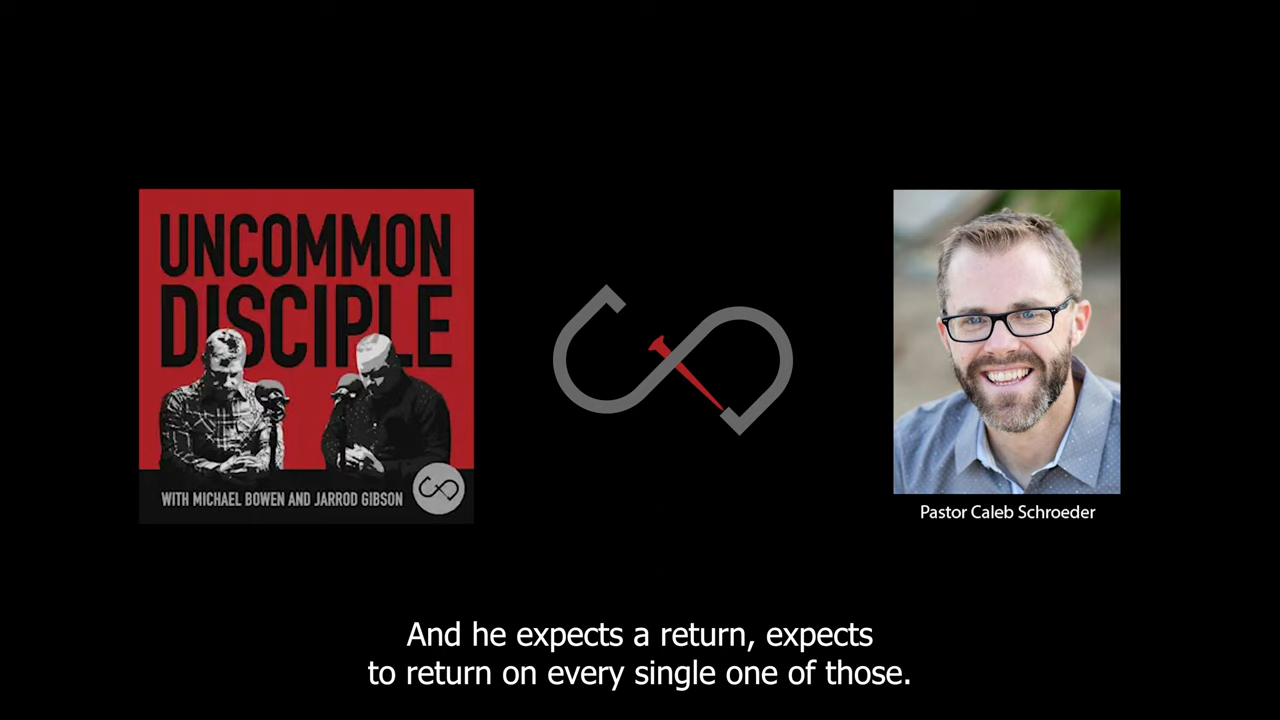 UNCOMMON
DISCIPLE
WITH MICHAEL BOWEN AND JARROD GIBSON
Pastor Caleb Schroeder
And he expects a return, expects
to return on every single one of those.